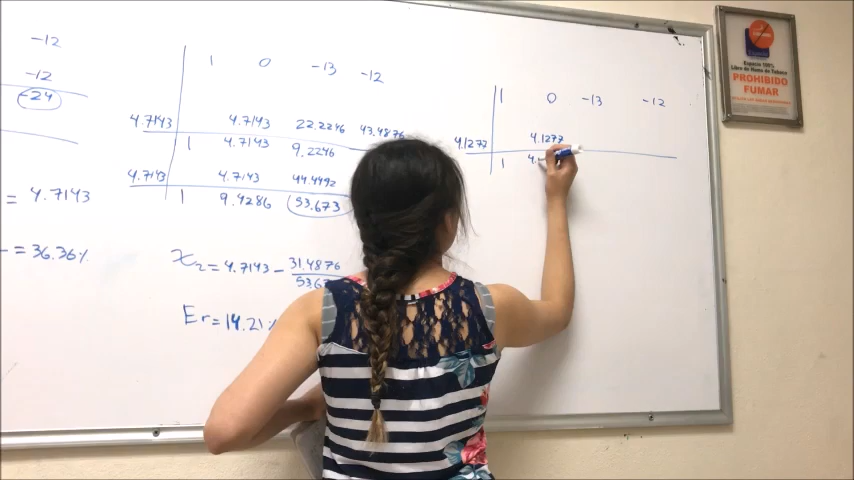 -12
-12
-24
= 4.7143
= 36.36%
1 0 -13 -12
4.7143 4.7143 22.2246 43.4876
1 4.7143 9.2246
4.7143 4.7143 44.4492
1 9.4286 53.673
X2 = 4.7143 - 31.4876
53.67
Er = 14.21%
1 0 -13 -12
4.1277 4.1277
1 4.
Espacio 100%
Libre de Humo de Tabaco
PROHIBIDO
FUMAR